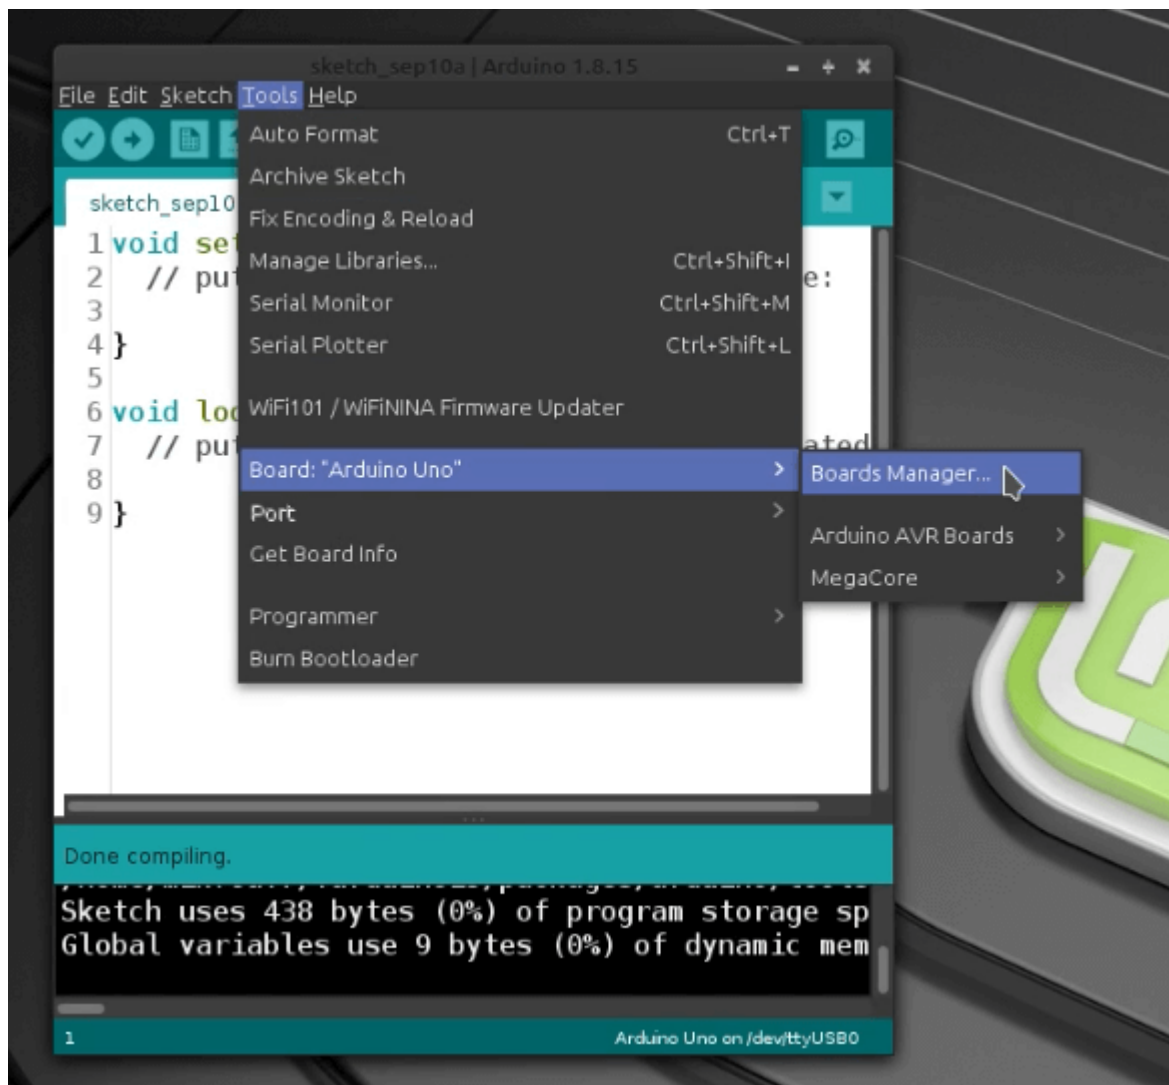 sketch_sep10a | Arduino 1.8.15
File Edit Sketch Tools Help
Auto Format Ctrl+T
Archive Sketch
sketch_sep10
Fix Encoding & Reload
1 void set
Manage Libraries... Ctrl+Shift+I
2 // put e:
3
Serial Monitor Ctrl+Shift+M
4 }
Serial Plotter Ctrl+Shift+L
5
6 void loo
WiFi101 / WiFiNINA Firmware Updater
7 // put ated
8
Board: "Arduino Uno" >
Boards Manager...
9 }
Port >
Arduino AVR Boards >
Get Board Info
MegaCore >
Programmer >
Burn Bootloader
Done compiling.
Sketch uses 438 bytes (0%) of program storage sp
Global variables use 9 bytes (0%) of dynamic mem
1 Arduino Uno on /dev/ttyUSB0